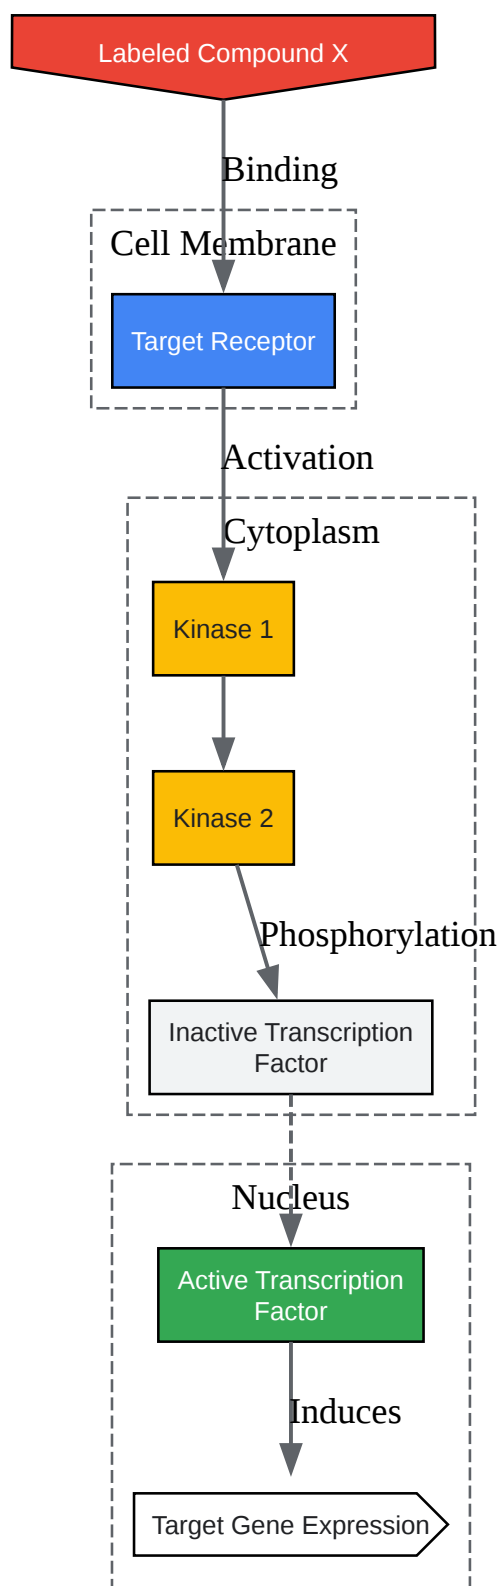 Labeled Compound X
Binding
Cell Membrane
Target Receptor
Activation
Cytoplasm
Kinase 1
Kinase 2
Phosphorylation
Inactive Transcription
Factor
Nucleus
Active Transcription
Factor
Induces
Target Gene Expression